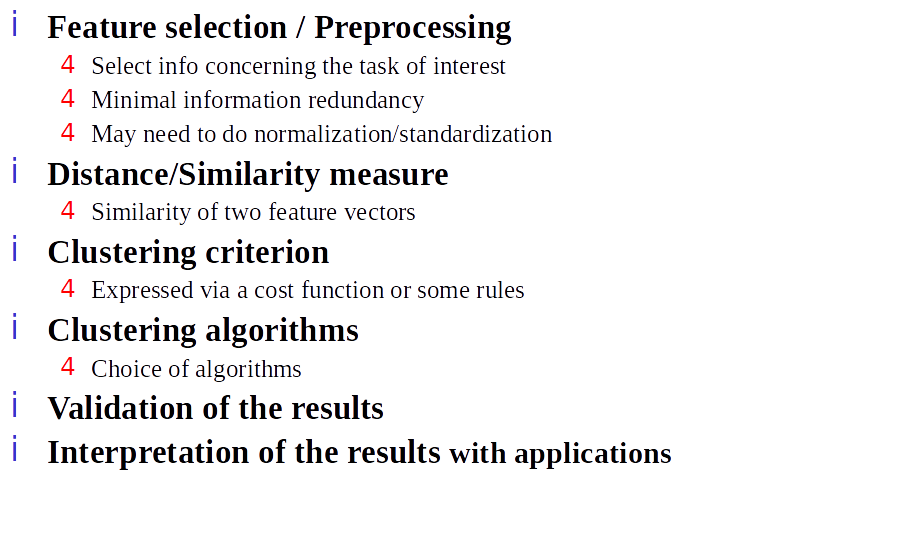 i Feature selection / Preprocessing
4 Select info concerning the task of interest
4 Minimal information redundancy
4 May need to do normalization/standardization
i Distance/Similarity measure
4 Similarity of two feature vectors
i Clustering criterion
4 Expressed via a cost function or some rules
i Clustering algorithms
4 Choice of algorithms
i Validation of the results
i Interpretation of the results with applications